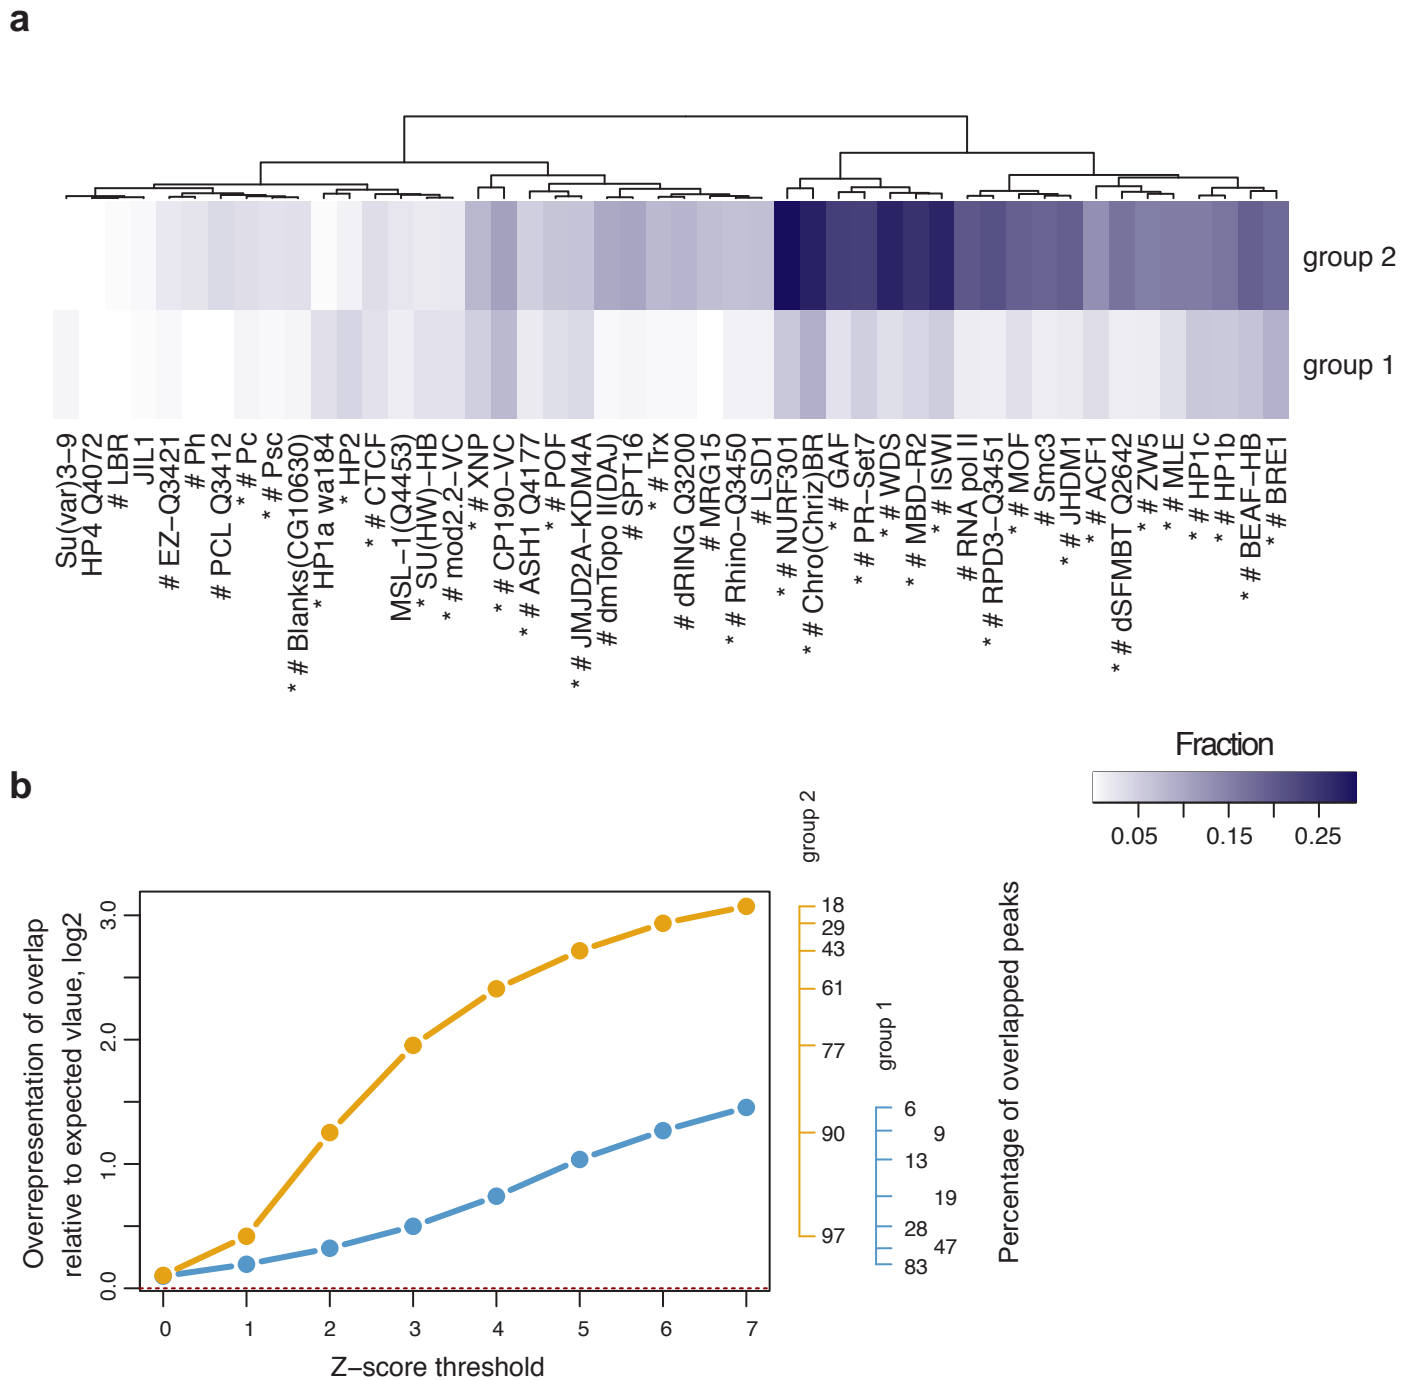 a
group 2
group 1
Su(var)3−9
HP4 Q4072
# LBR
JIL1
# EZ−Q3421
# Ph
# PCL Q3412
* # Pc
* # Psc
* # Blanks(CG10630)
* HP1a wa184
* HP2
* # CTCF
MSL−1(Q4453)
* SU(HW)−HB
* # mod2.2−VC
* # XNP
* # CP190−VC
* # ASH1 Q4177
* # POF
* # JMJD2A−KDM4A
# dmTopo II(DAJ)
# SPT16
* # Trx
# dRING Q3200
# MRG15
* # Rhino−Q3450
# LSD1
* # NURF301
* # Chro(Chriz)BR
* # GAF
* # PR−Set7
* # WDS
* # MBD−R2
* # ISWI
# RNA pol II
* # RPD3−Q3451
* # MOF
# Smc3
* # JHDM1
* # ACF1
* # dSFMBT Q2642
* # ZW5
* # MLE
* # HP1c
* # HP1b
* # BEAF−HB
* # BRE1
Fraction
0.05
0.15
0.25
b
Overrepresentation of overlap
relative to expected vlaue, log2
0.0
1.0
2.0
3.0
0
1
2
3
4
5
6
7
Z−score threshold
group 2
18
29
43
61
77
90
97
group 1
6
9
13
19
28
47
83
Percentage of overlapped peaks